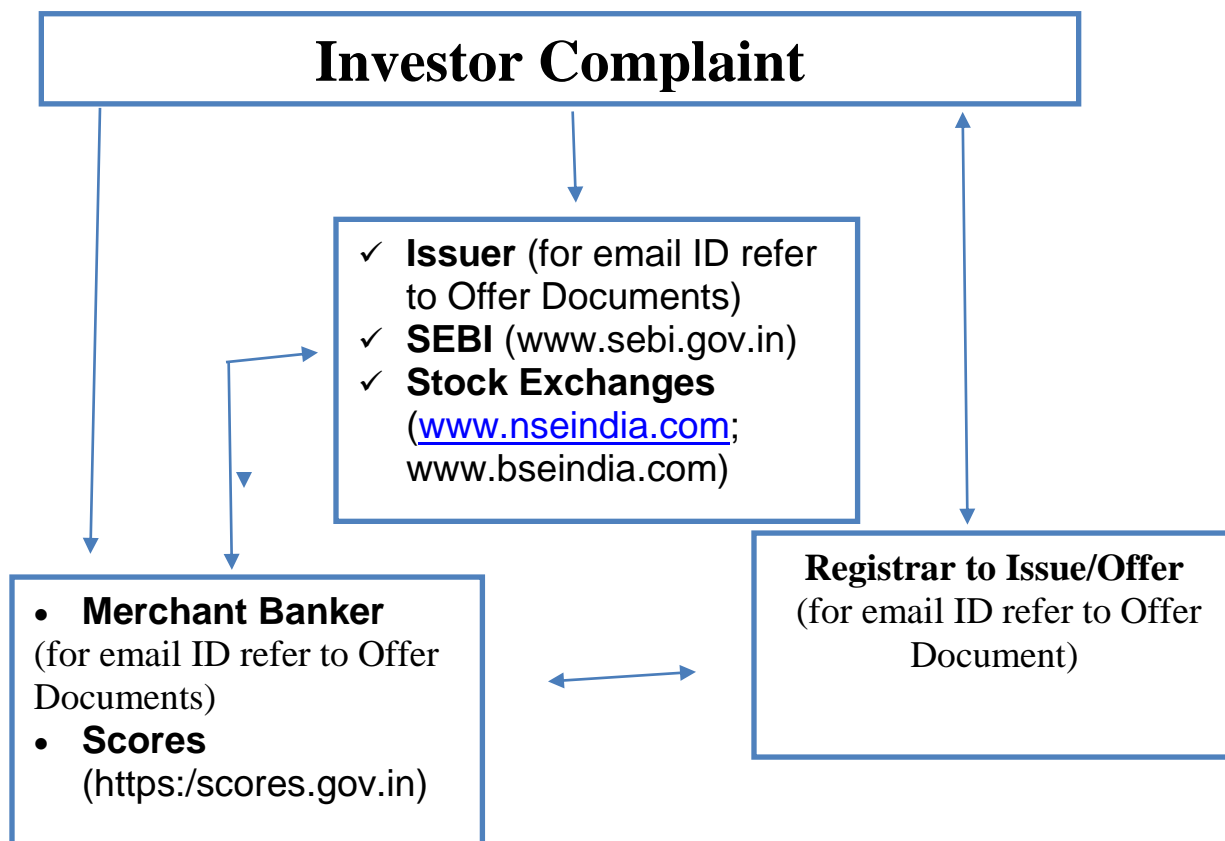 Investor Complaint
✓ Issuer (for email ID refer
to Offer Documents)
✓ SEBI (www.sebi.gov.in)
✓ Stock Exchanges
(www.nseindia.com;
www.bseindia.com)
• Merchant Banker
(for email ID refer to Offer
Documents)
• Scores
(https:/scores.gov.in)
Registrar to Issue/Offer
(for email ID refer to Offer
Document)